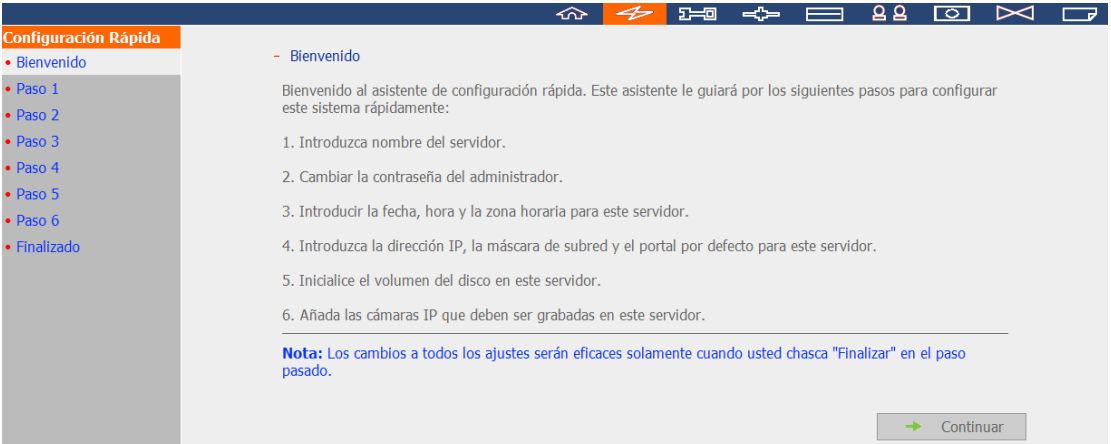 Configuración Rápida
• Bienvenido
• Paso 1
• Paso 2
• Paso 3
• Paso 4
• Paso 5
• Paso 6
• Finalizado
- Bienvenido
Bienvenido al asistente de configuración rápida. Este asistente le guiará por los siguientes pasos para configurar
este sistema rápidamente:
1. Introduzca nombre del servidor.
2. Cambiar la contraseña del administrador.
3. Introducir la fecha, hora y la zona horaria para este servidor.
4. Introduzca la dirección IP, la máscara de subred y el portal por defecto para este servidor.
5. Inicialice el volumen del disco en este servidor.
6. Añada las cámaras IP que deben ser grabadas en este servidor.
Nota: Los cambios a todos los ajustes serán eficaces solamente cuando usted chasca "Finalizar" en el paso
pasado.
Continuar